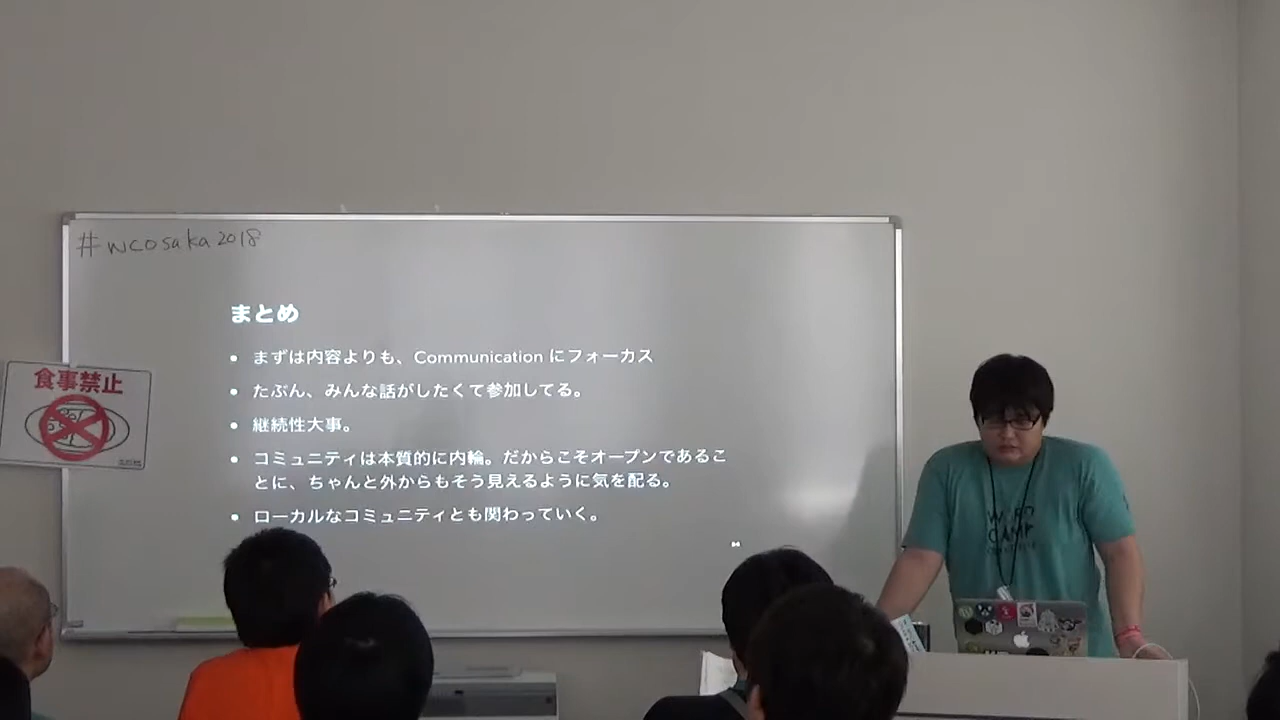 #wcosaka2018
まとめ
• まずは内容よりも、Communication にフォーカス
• たぶん、みんな話がしたくて参加してる。
• 継続性大事。
• コミュニティは本質的に内輪。だからこそオープンであるこ
とに、ちゃんと外からもそう見えるように気を配る。
• ローカルなコミュニティとも関わっていく。
食事禁止
CAMP